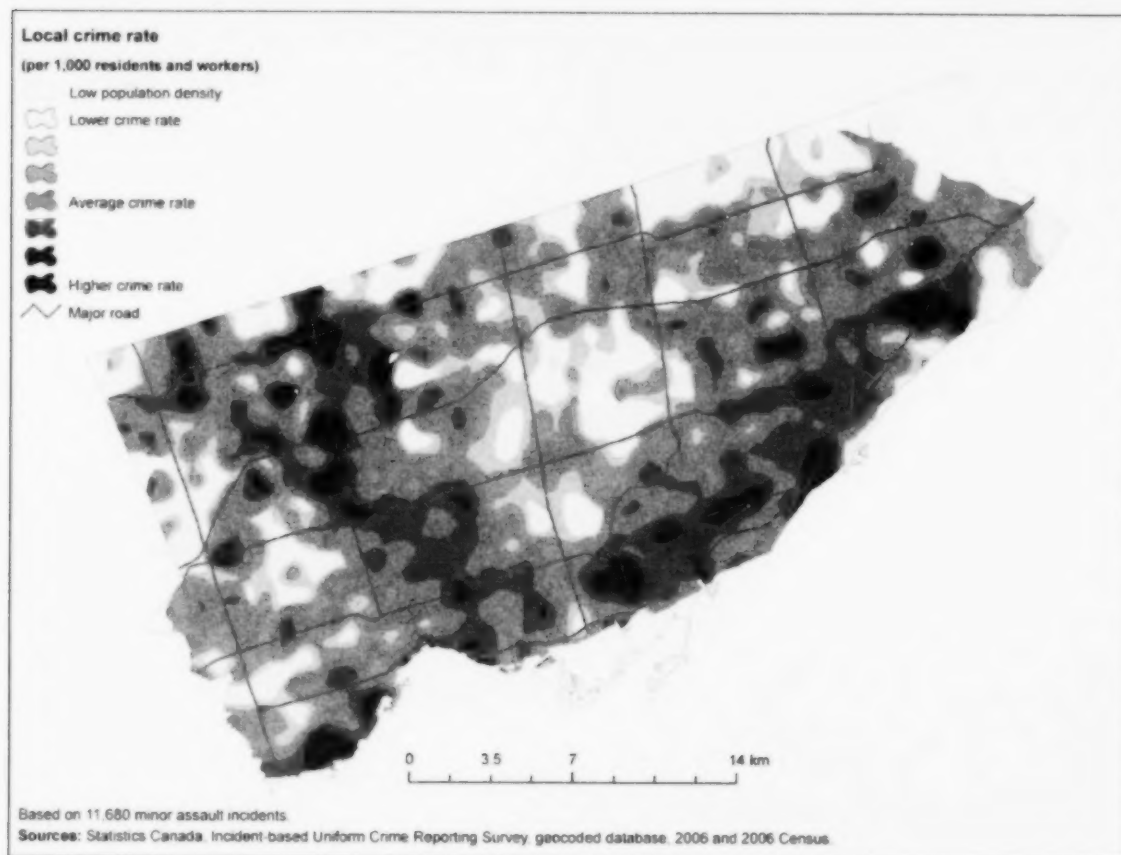 Local crime rate
(per 1,000 residents and workers)
Low population density
Lower crime rate
Average crime rate
Higher crime rate
Major road
0 3.5 7 14 km
Based on 11,680 minor assault incidents.
Sources: Statistics Canada, Incident-based Uniform Crime Reporting Survey, geocoded database, 2006 and 2006 Census.